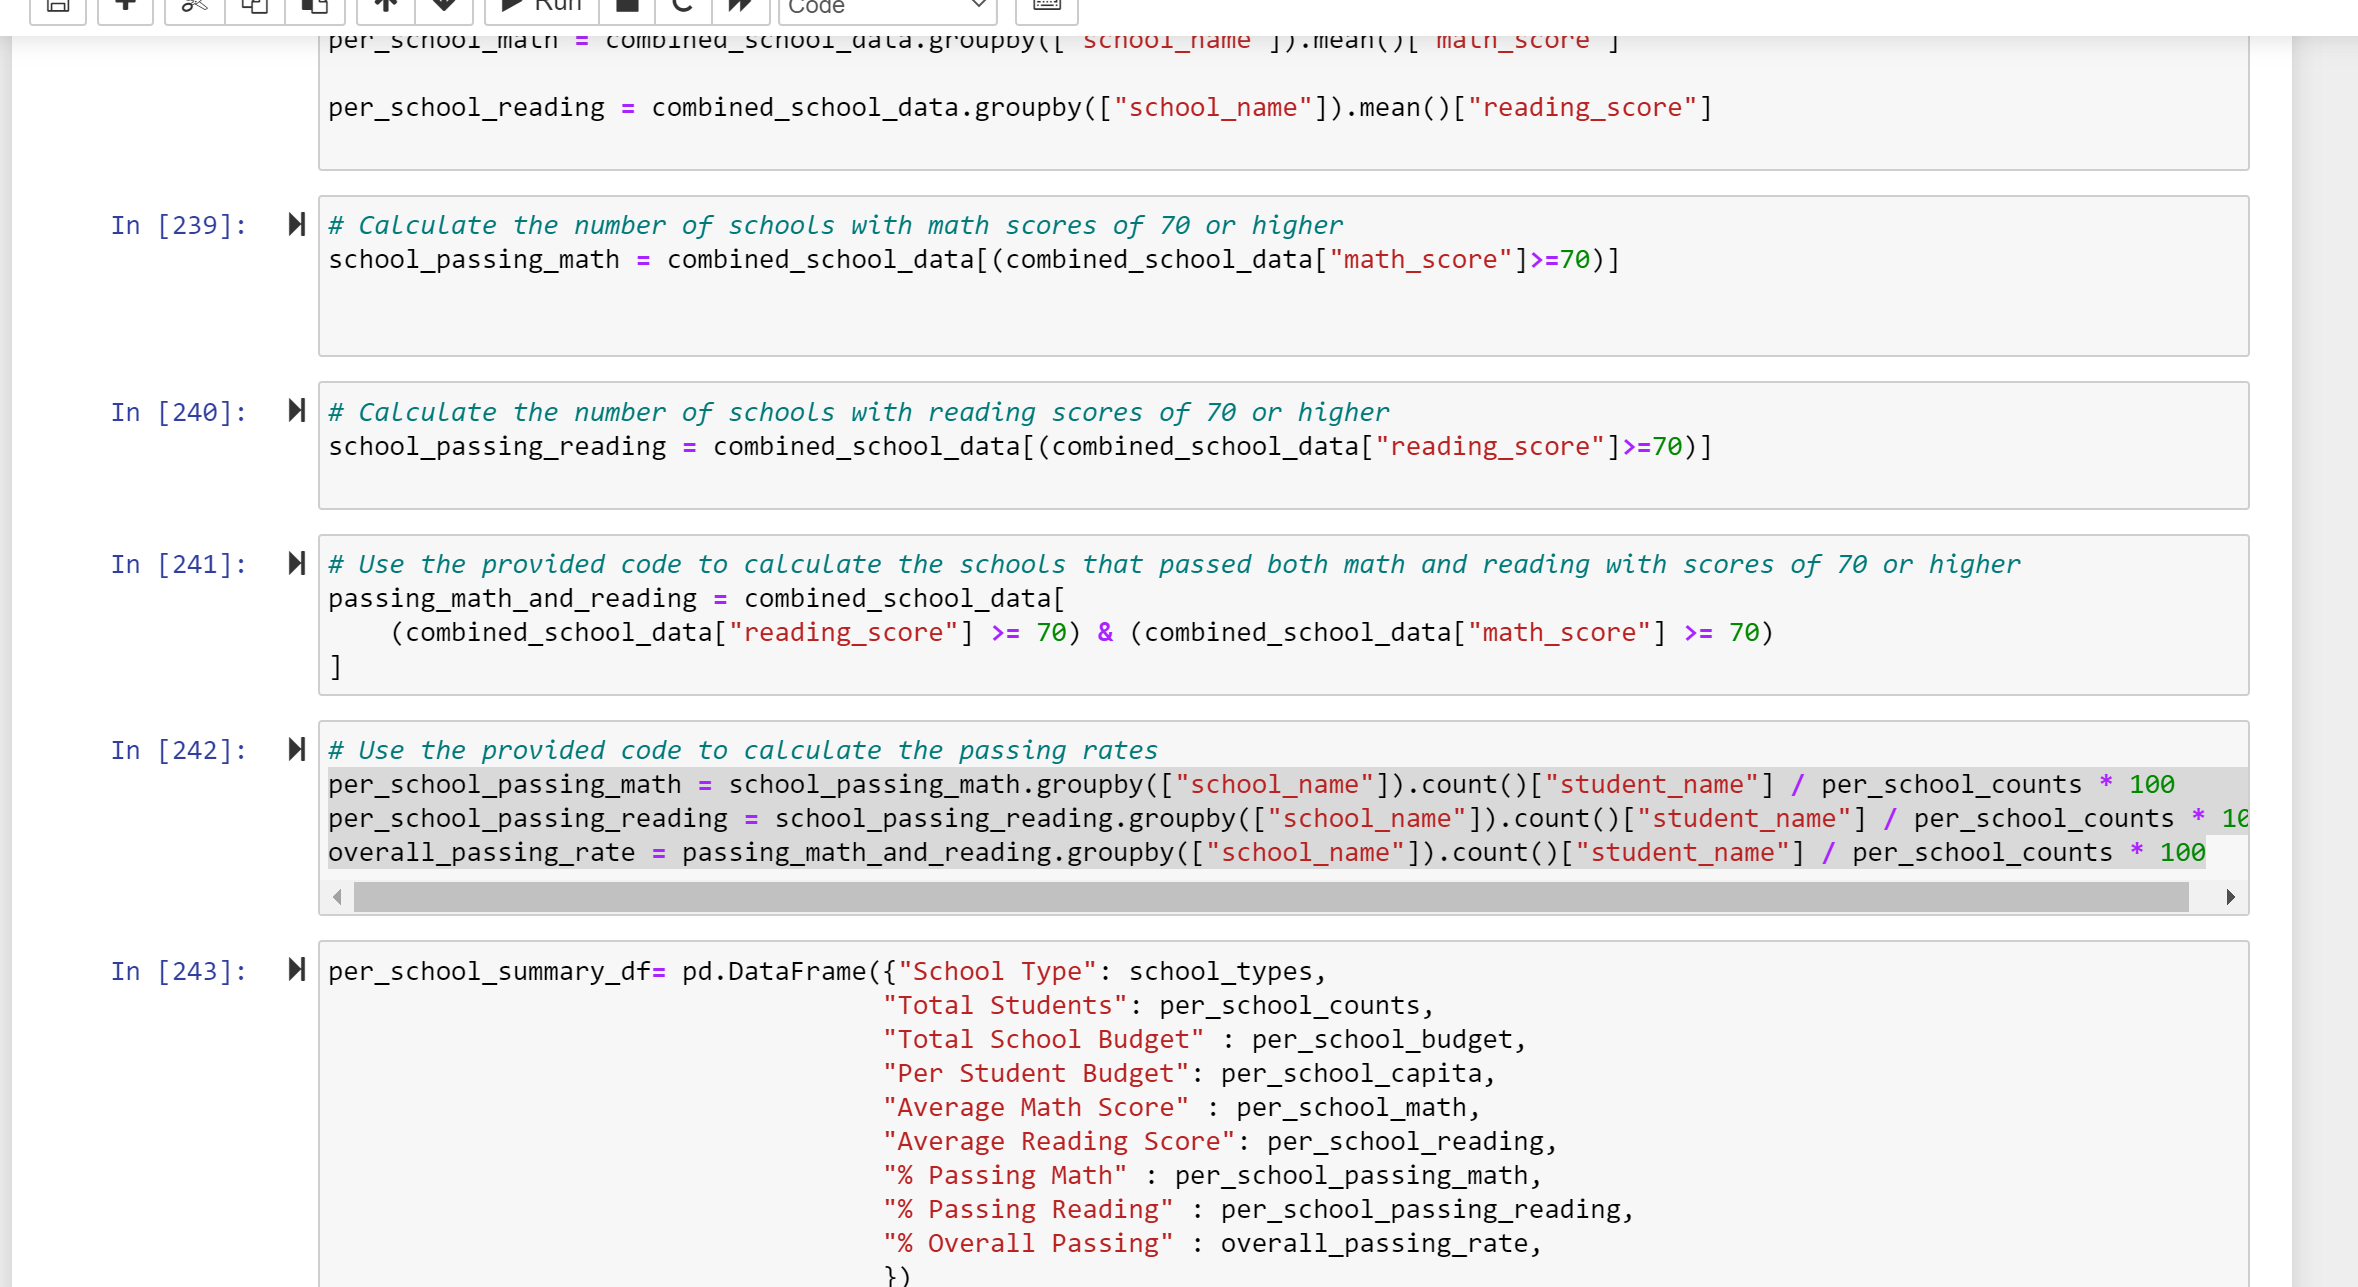 Run Code
per_school_math = combined_school_data.groupby(["school_name"]).mean()["math_score"]
per_school_reading = combined_school_data.groupby(["school_name"]).mean()["reading_score"]
In [239]:
# Calculate the number of schools with math scores of 70 or higher
school_passing_math = combined_school_data[(combined_school_data["math_score"]>=70)]
In [240]:
# Calculate the number of schools with reading scores of 70 or higher
school_passing_reading = combined_school_data[(combined_school_data["reading_score"]>=70)]
In [241]:
# Use the provided code to calculate the schools that passed both math and reading with scores of 70 or higher
passing_math_and_reading = combined_school_data[
    (combined_school_data["reading_score"] >= 70) & (combined_school_data["math_score"] >= 70)
]
In [242]:
# Use the provided code to calculate the passing rates
per_school_passing_math = school_passing_math.groupby(["school_name"]).count()["student_name"] / per_school_counts * 100
per_school_passing_reading = school_passing_reading.groupby(["school_name"]).count()["student_name"] / per_school_counts * 10
overall_passing_rate = passing_math_and_reading.groupby(["school_name"]).count()["student_name"] / per_school_counts * 100
In [243]:
per_school_summary_df= pd.DataFrame({"School Type": school_types,
"Total Students": per_school_counts,
"Total School Budget" : per_school_budget,
"Per Student Budget": per_school_capita,
"Average Math Score" : per_school_math,
"Average Reading Score": per_school_reading,
"% Passing Math" : per_school_passing_math,
"% Passing Reading" : per_school_passing_reading,
"% Overall Passing" : overall_passing_rate,
})